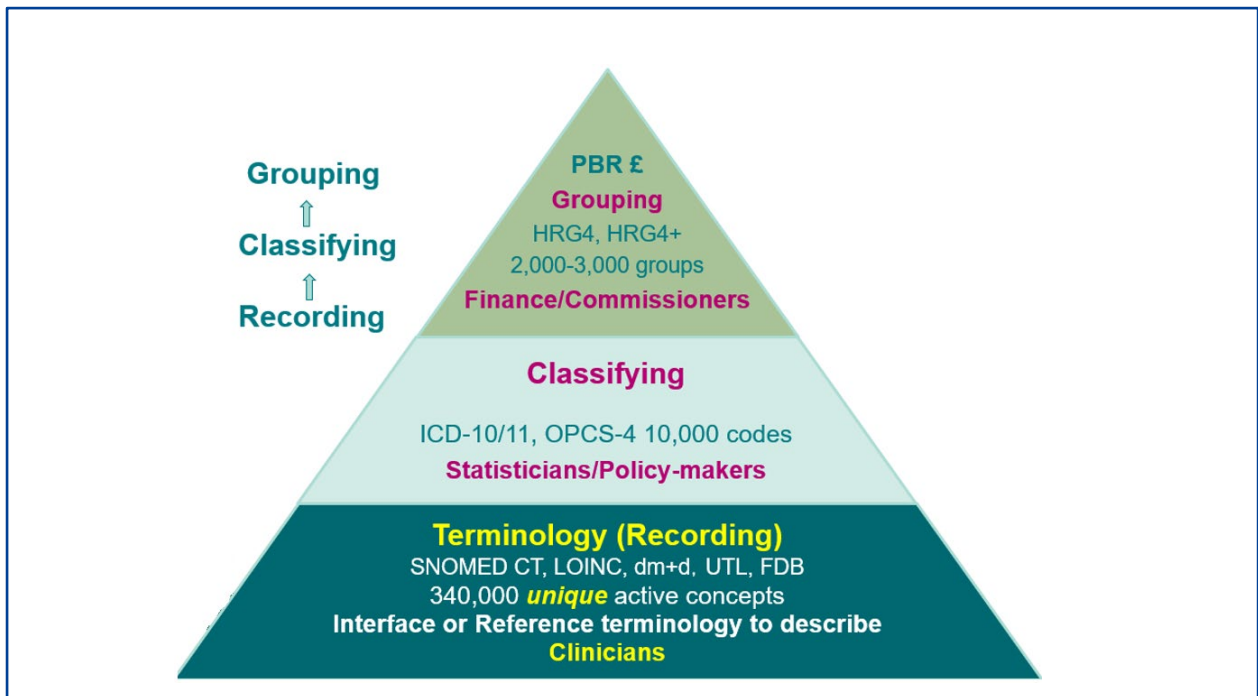 Grouping
Classifying
Recording
PBR £
Grouping
HRG4, HRG4+
2,000-3,000 groups
Finance/Commissioners
Classifying
ICD-10/11, OPCS-4 10,000 codes
Statisticians/Policy-makers
Terminology (Recording)
SNOMED CT, LOINC, dm+d, UTL, FDB
340,000 unique active concepts
Interface or Reference terminology to describe
Clinicians